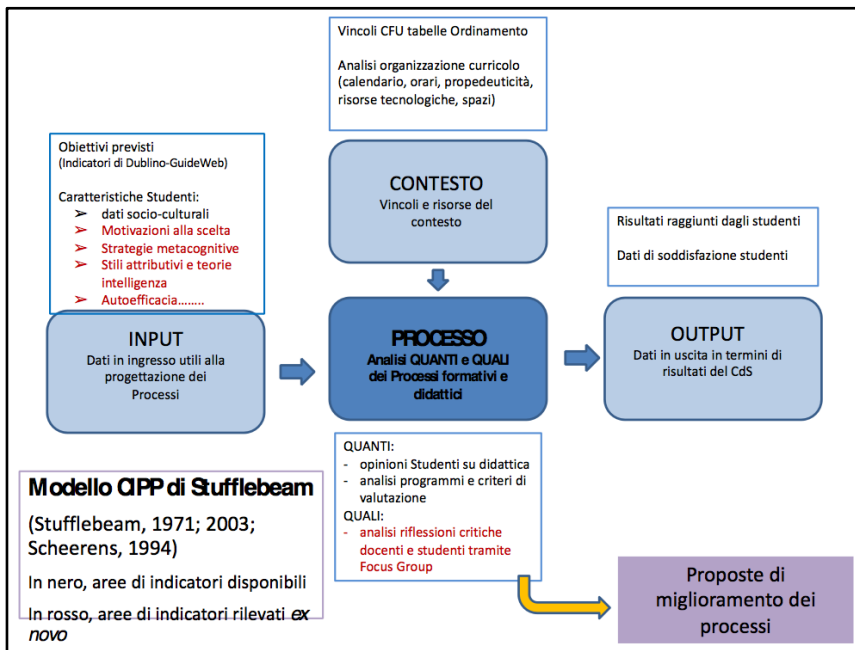 Vincoli CFU tabelle Ordinamento
Analisi organizzazione curricolo
(calendario, orari, propedeuticità,
risorse tecnologiche, spazi)
Obiettivi previsti
(Indicatori di Dublino-GuideWeb)
Caratteristiche Studenti:
➢ dati socio-culturali
➢ Motivazioni alla scelta
➢ Strategie metacognitive
➢ Stili attributivi e teorie
intelligenza
➢ Autoefficacia........
CONTESTO
Vincoli e risorse del
contesto
Risultati raggiunti dagli studenti
Dati di soddisfazione studenti
INPUT
Dati in ingresso utili alla
progettazione dei
Processi
PROCESSO
Analisi QUANTI e QUALI
dei Processi formativi e
didattici
OUTPUT
Dati in uscita in termini di
risultati del CdS
QUANTI:
- opinioni Studenti su didattica
- analisi programmi e criteri di
valutazione
QUALI:
- analisi riflessioni critiche
docenti e studenti tramite
Focus Group
Modello CIPP di Stufflebeam
(Stufflebeam, 1971; 2003;
Scheerens, 1994)
In nero, aree di indicatori disponibili
In rosso, aree di indicatori rilevati ex
novo
Proposte di
miglioramento dei
processi